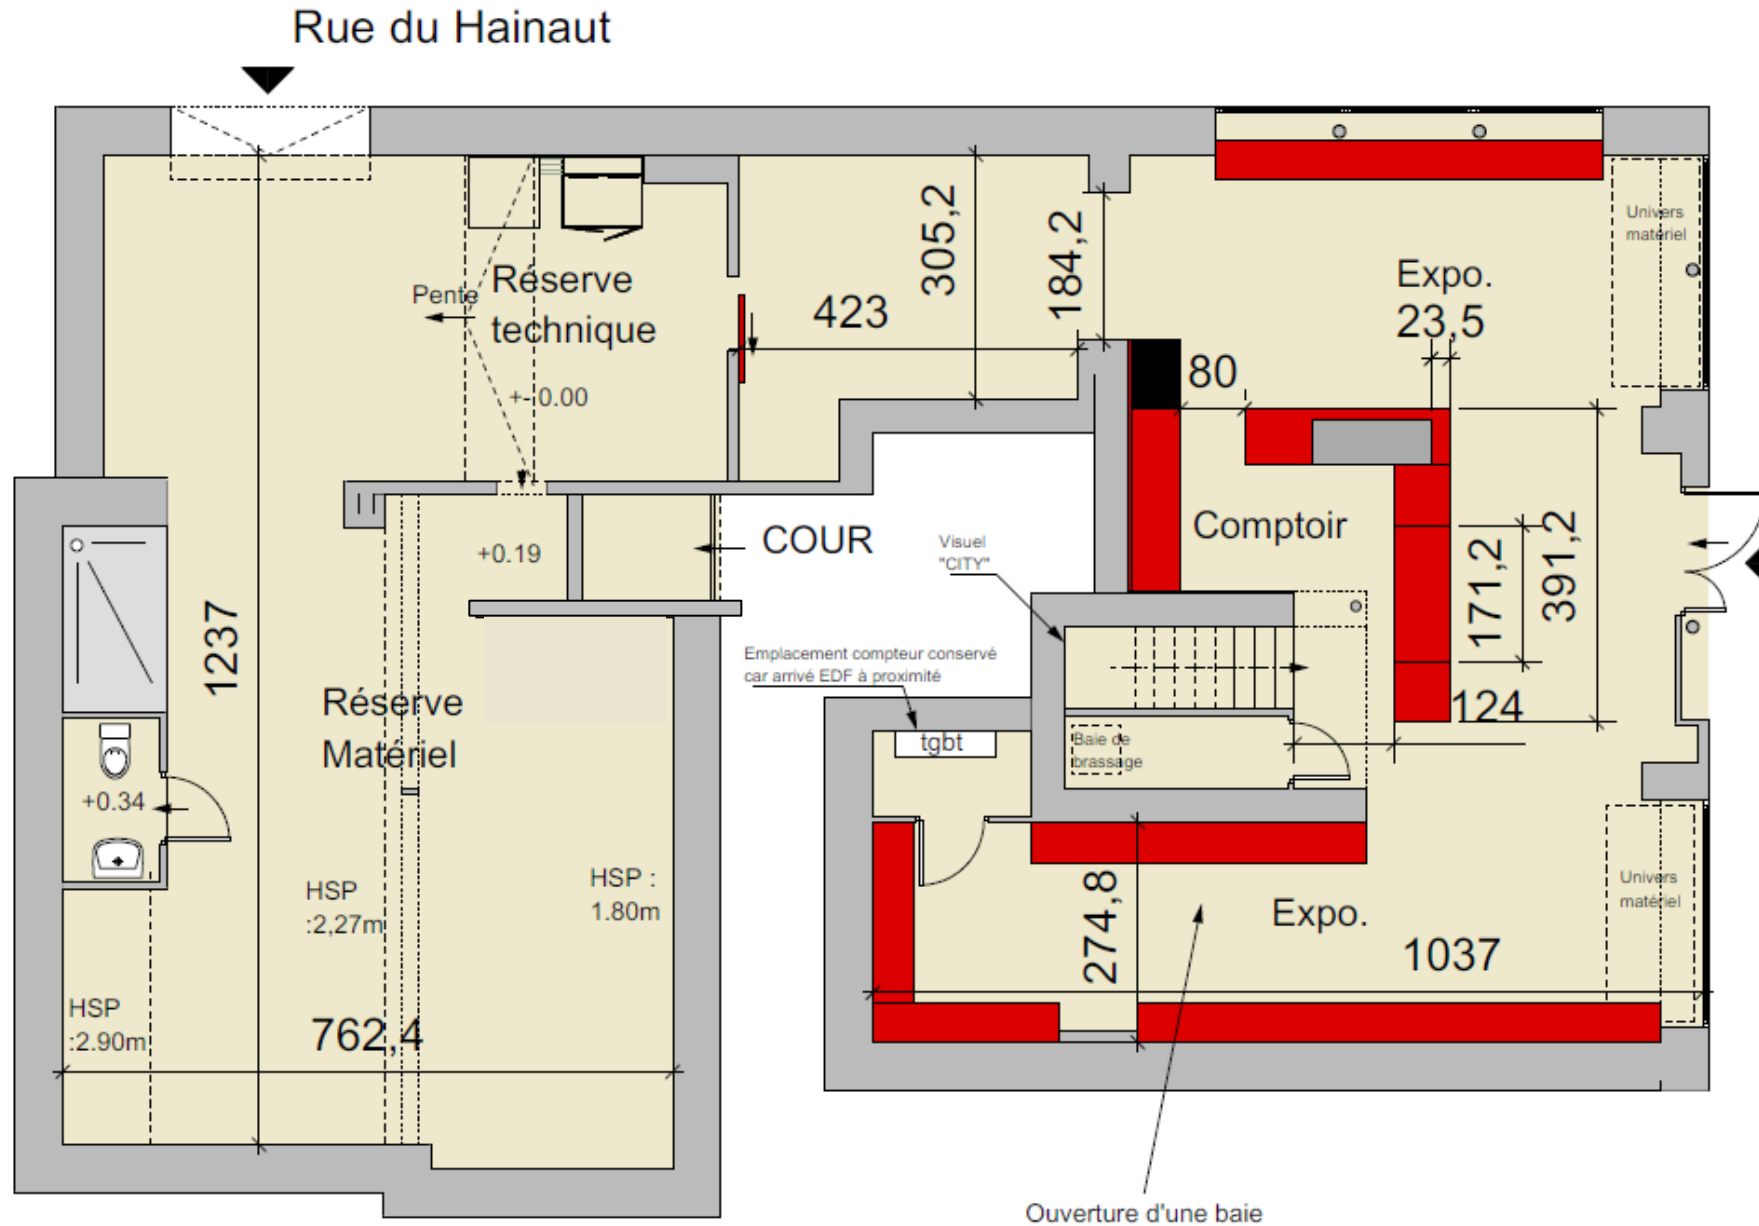 Rue du Hainaut
Univers
matériel
305,2
184,2
Expo.
23,5
Réserve
technique
Pente
423
80
+-0.00
Comptoir
COUR
Visuel
"CITY"
+0.19
171,2
391,2
1237
Emplacement compteur conservé
car arrivé EDF à proximité
Réserve
Matériel
124
tgbt
Baie de
brassage
+0.34
HSP
:2,27m
HSP :
1.80m
274,8
Expo.
Univers
matériel
1037
HSP
:2.90m
762,4
Ouverture d'une baie